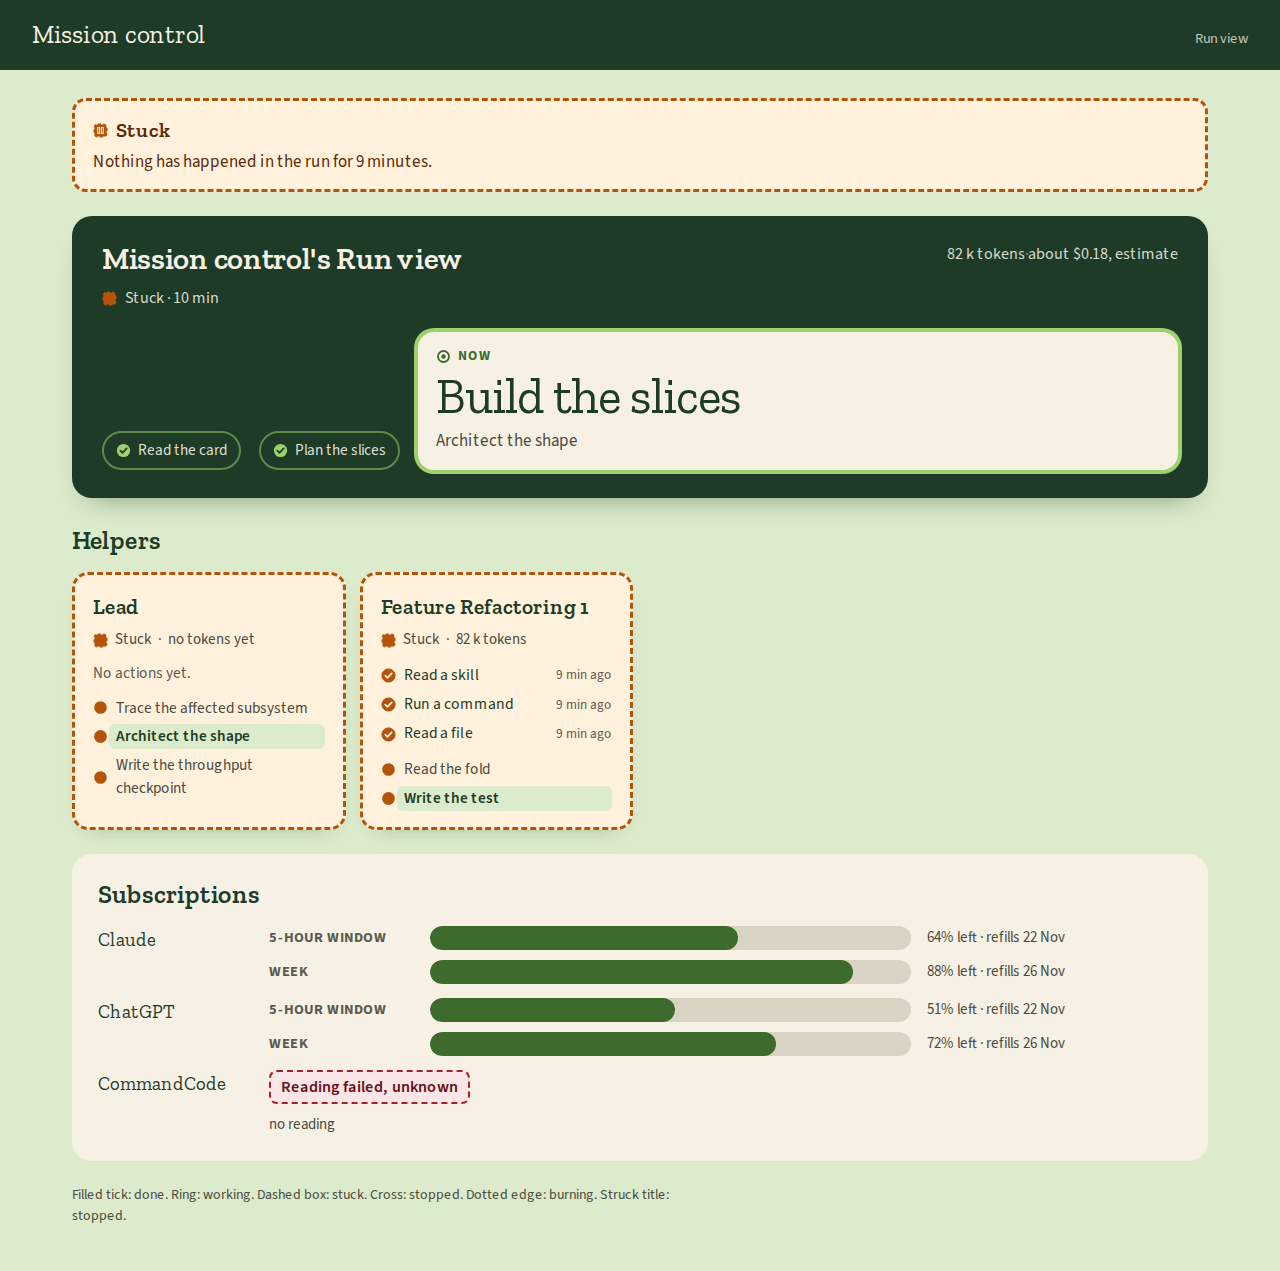 Mission control
Run view
Stuck
Nothing has happened in the run for 9 minutes.
Mission control's Run view
82 k tokens·about $0.18, estimate
Stuck · 10 min
NOW
Build the slices
Architect the shape
Read the card
Plan the slices
Helpers
Lead
Stuck · no tokens yet
No actions yet.
Trace the affected subsystem
Architect the shape
Write the throughput
checkpoint
Feature Refactoring 1
Stuck · 82 k tokens
Read a skill 9 min ago
Run a command 9 min ago
Read a file 9 min ago
Read the fold
Write the test
Subscriptions
Claude
5-HOUR WINDOW 64% left · refills 22 Nov
WEEK 88% left · refills 26 Nov
ChatGPT
5-HOUR WINDOW 51% left · refills 22 Nov
WEEK 72% left · refills 26 Nov
CommandCode
Reading failed, unknown
no reading
Filled tick: done. Ring: working. Dashed box: stuck. Cross: stopped. Dotted edge: burning. Struck title:
stopped.